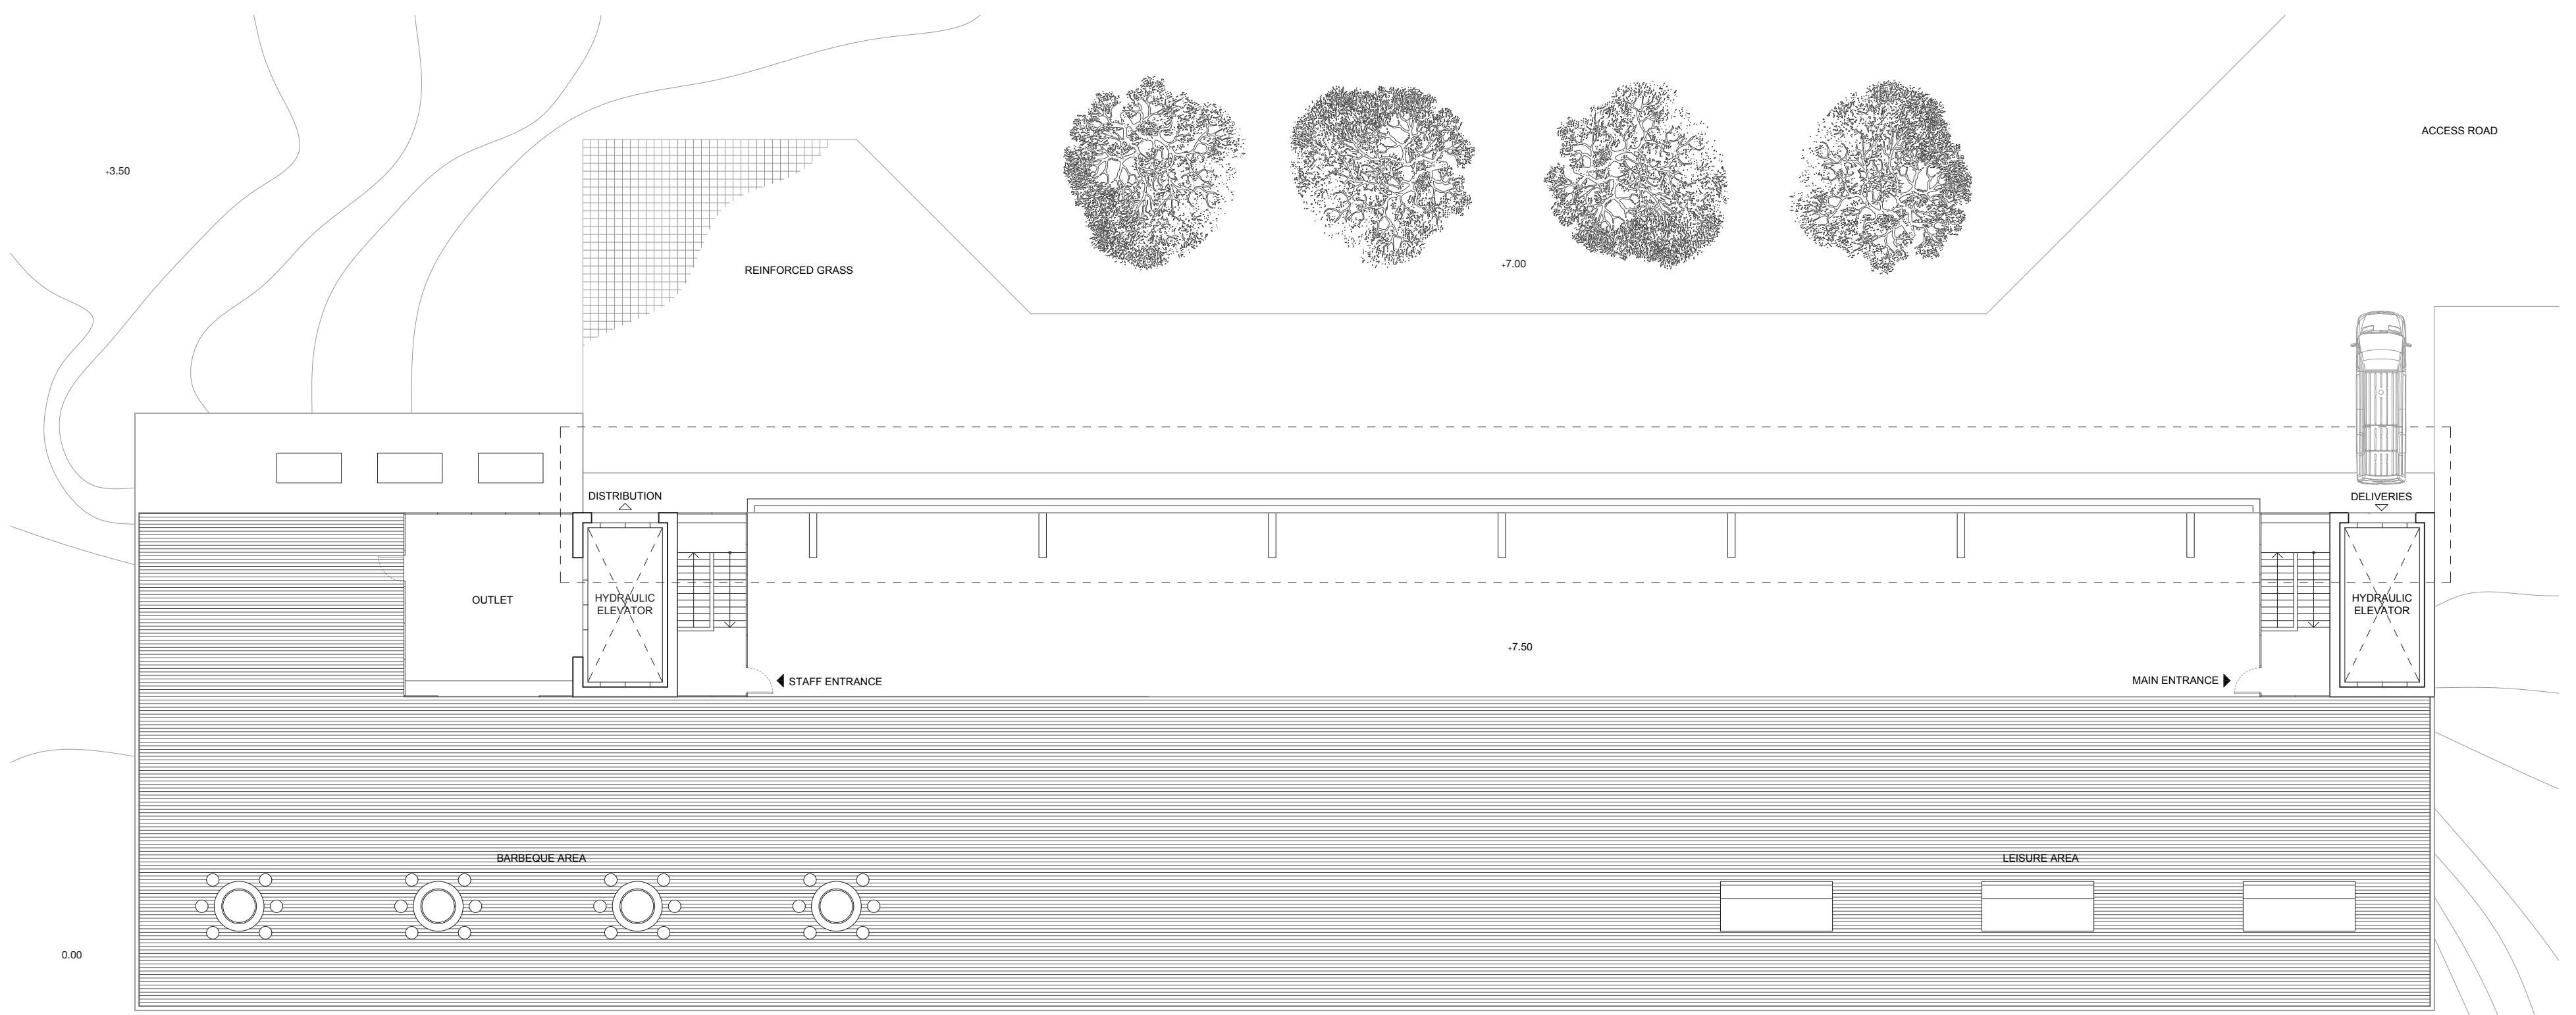 ACCESS ROAD
+3.50
+7.00
REINFORCED GRASS
DISTRIBUTION
DELIVERIES
OUTLET
HYDRAULIC
ELEVATOR
HYDRAULIC
ELEVATOR
+7.50
STAFF ENTRANCE
MAIN ENTRANCE
BARBEQUE AREA
LEISURE AREA
0.00